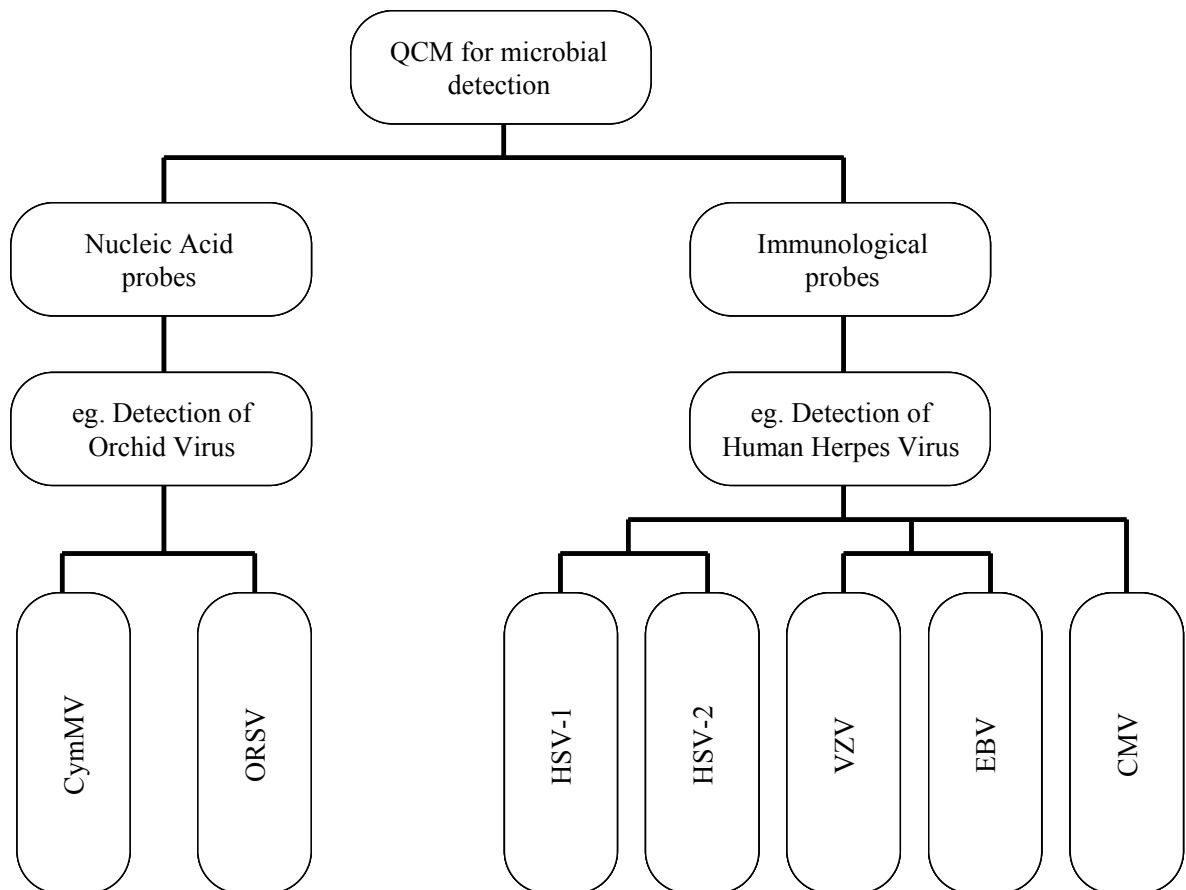 QCM for microbial
detection
Nucleic Acid
probes
Immunological
probes
eg. Detection of
Orchid Virus
eg. Detection of
Human Herpes Virus
CymMV
ORSV
HSV-1
HSV-2
VZV
EBV
CMV